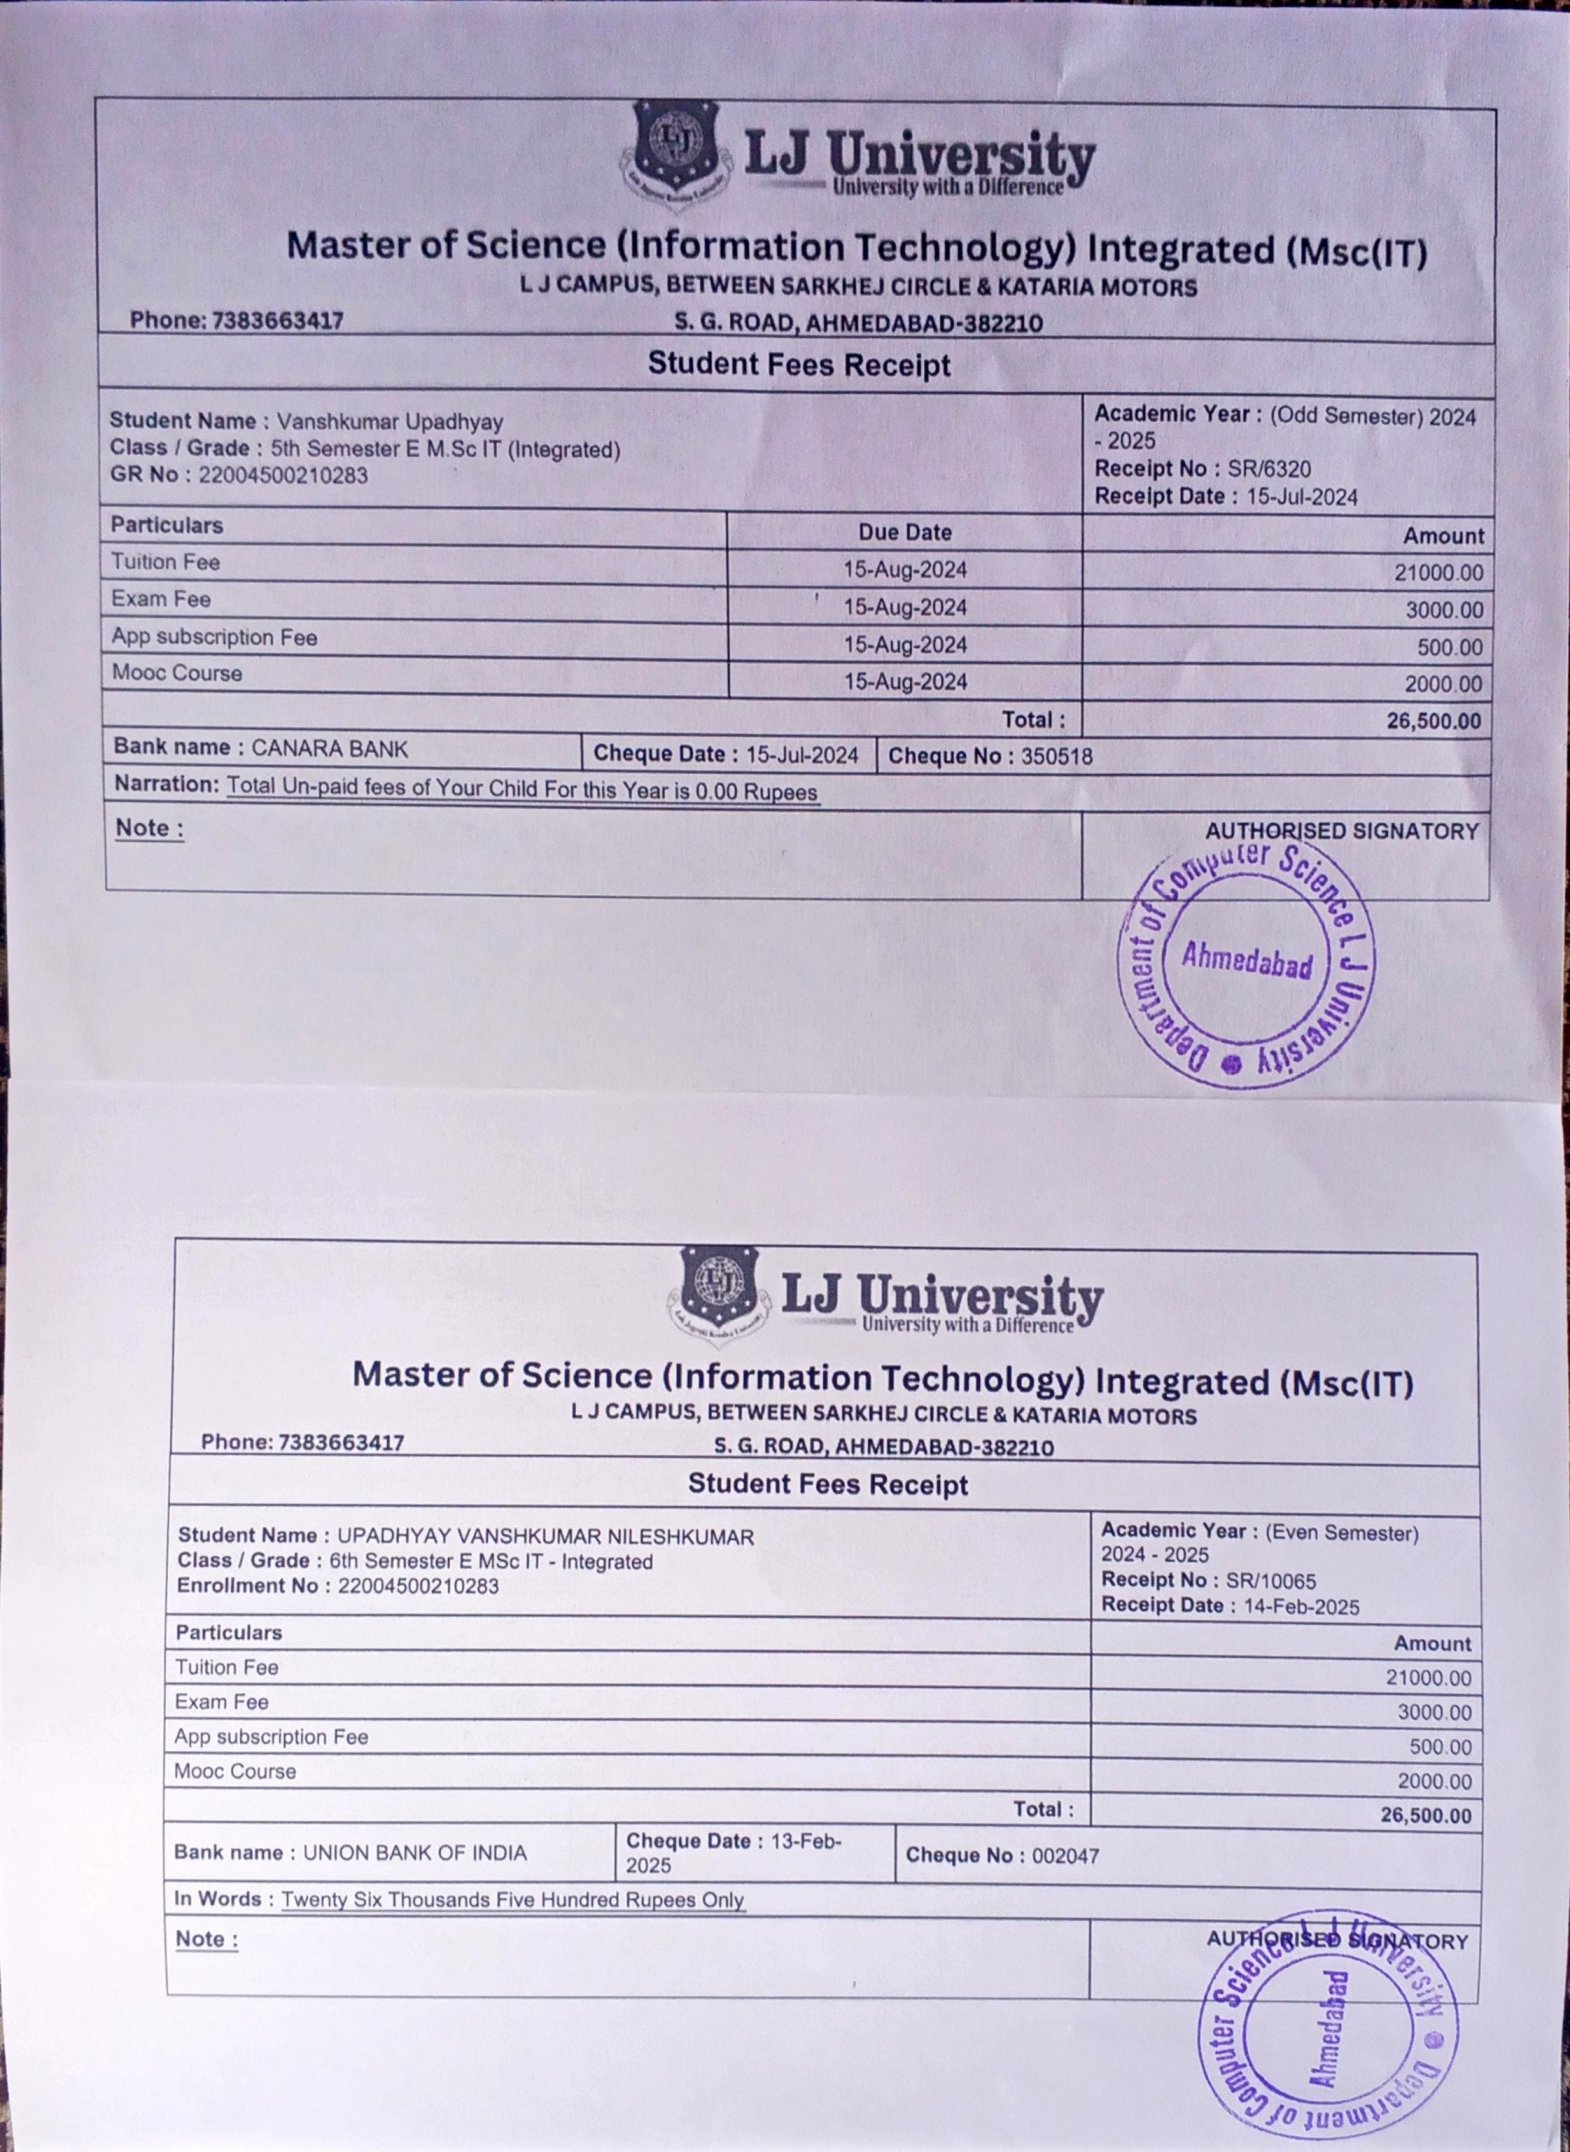 LJ
LJ University
University with a Difference
Master of Science (Information Technology) Integrated (Msc(IT)
L J CAMPUS, BETWEEN SARKHEJ CIRCLE & KATARIA MOTORS
Phone: 7383663417 S. G. ROAD, AHMEDABAD-382210
Student Fees Receipt
Student Name : Vanshkumar Upadhyay
Class / Grade : 5th Semester E M.Sc IT (Integrated)
GR No : 22004500210283
Academic Year : (Odd Semester) 2024
- 2025
Receipt No : SR/6320
Receipt Date : 15-Jul-2024
Particulars Due Date Amount
Tuition Fee 15-Aug-2024 21000.00
Exam Fee 15-Aug-2024 3000.00
App subscription Fee 15-Aug-2024 500.00
Mooc Course 15-Aug-2024 2000.00
Total : 26,500.00
Bank name : CANARA BANK Cheque Date : 15-Jul-2024 Cheque No : 350518
Narration: Total Un-paid fees of Your Child For this Year is 0.00 Rupees
Note : AUTHORISED SIGNATORY
Department of Computer Science L J University
Ahmedabad
LJ
LJ University
University with a Difference
Master of Science (Information Technology) Integrated (Msc(IT)
L J CAMPUS, BETWEEN SARKHEJ CIRCLE & KATARIA MOTORS
Phone: 7383663417 S. G. ROAD, AHMEDABAD-382210
Student Fees Receipt
Student Name : UPADHYAY VANSHKUMAR NILESHKUMAR
Class / Grade : 6th Semester E MSc IT - Integrated
Enrollment No : 22004500210283
Academic Year : (Even Semester)
2024 - 2025
Receipt No : SR/10065
Receipt Date : 14-Feb-2025
Particulars Amount
Tuition Fee 21000.00
Exam Fee 3000.00
App subscription Fee 500.00
Mooc Course 2000.00
Total : 26,500.00
Bank name : UNION BANK OF INDIA Cheque Date : 13-Feb-
2025 Cheque No : 002047
In Words : Twenty Six Thousands Five Hundred Rupees Only
Note : AUTHORISED SIGNATORY
Department of Computer Science L J University
Ahmedabad